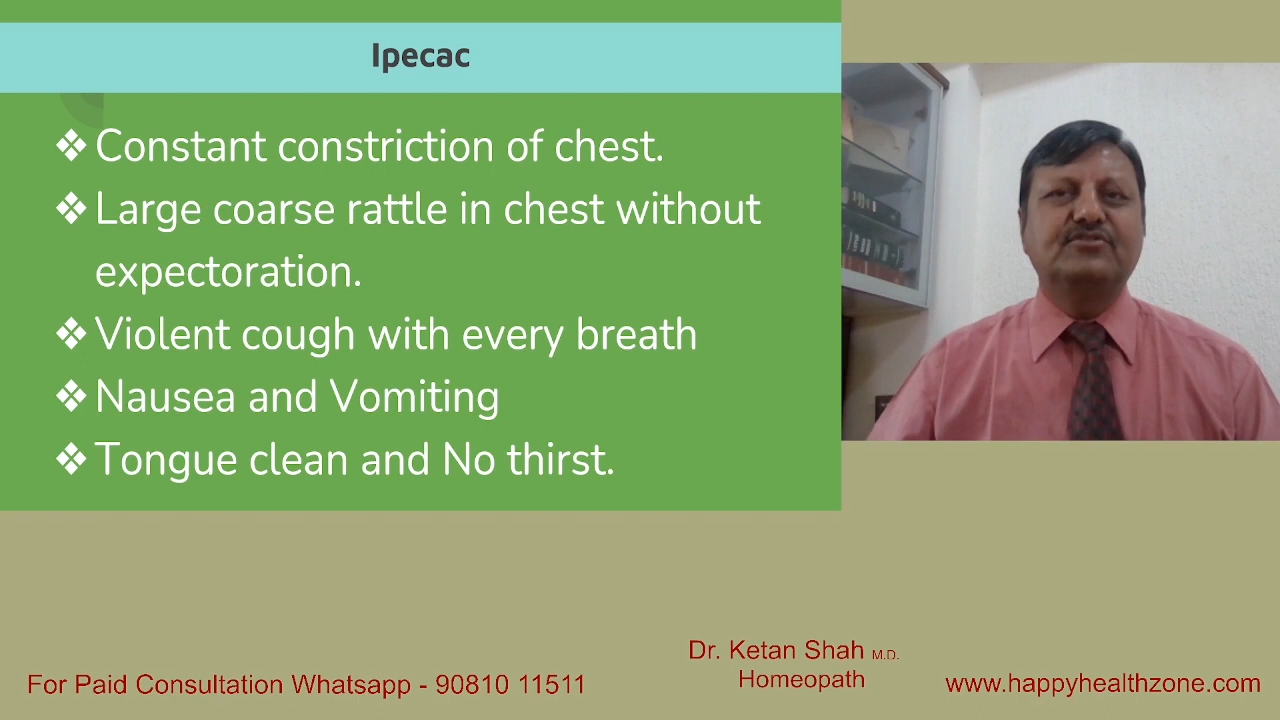 Ipecac
❖ Constant constriction of chest.
❖ Large coarse rattle in chest without
expectoration.
❖ Violent cough with every breath
❖ Nausea and Vomiting
❖ Tongue clean and No thirst.
Dr. Ketan Shah M.D.
Homeopath
For Paid Consultation Whatsapp - 90810 11511
www.happyhealthzone.com